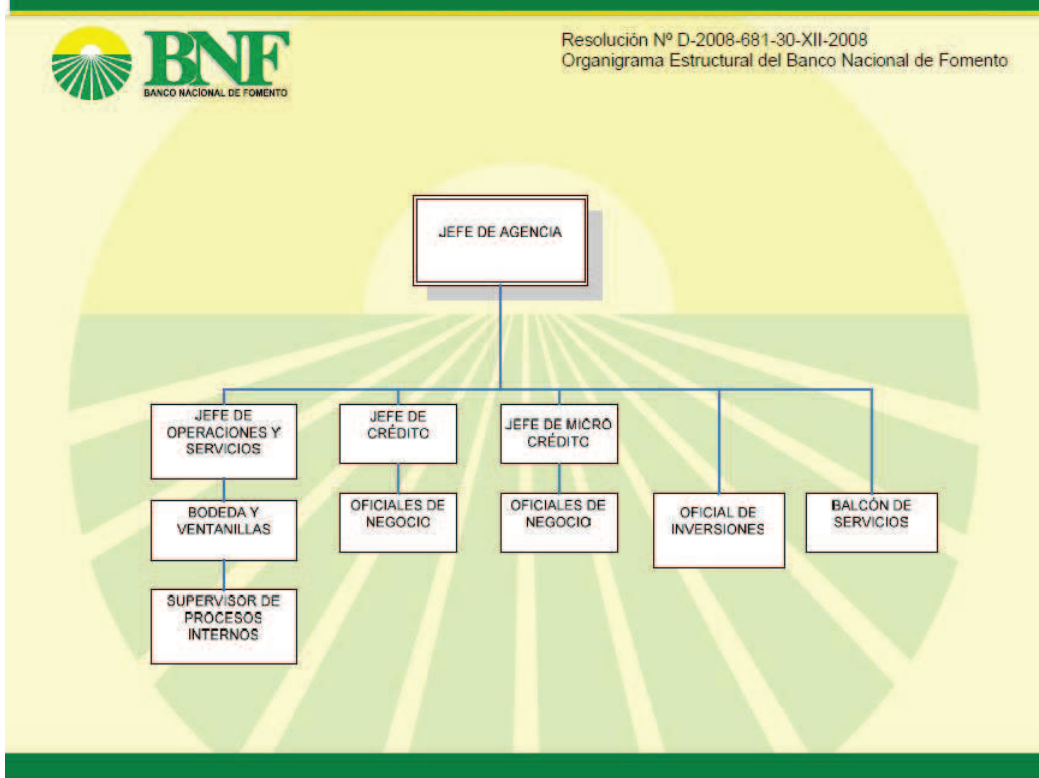 BNF
BANCO NACIONAL DE FOMENTO
Resolución Nº D-2008-681-30-XII-2008
Organigrama Estructural del Banco Nacional de Fomento
JEFE DE AGENCIA
JEFE DE
OPERACIONES Y
SERVICIOS
JEFE DE
CRÉDITO
JEFE DE MICRO
CRÉDITO
BODEDA Y
VENTANILLAS
OFICIALES DE
NEGOCIO
OFICIALES DE
NEGOCIO
OFICIAL DE
INVERSIONES
BALCÓN DE
SERVICIOS
SUPERVISOR DE
PROCESOS
INTERNOS